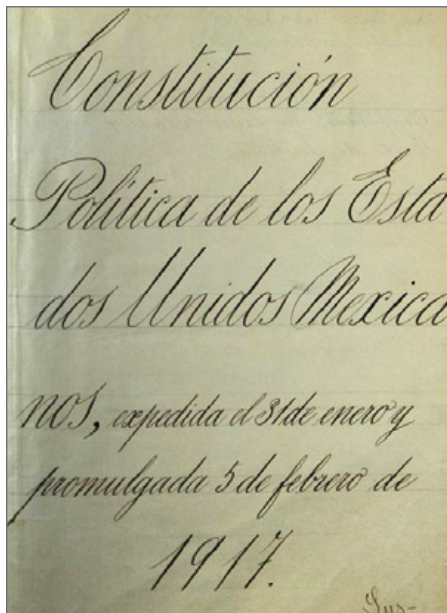 Constitución
Política de los Esta
dos Unidos Mexica
nos, expedida el 31 de enero y
promulgada 5 de febrero de
1917.
Sus-